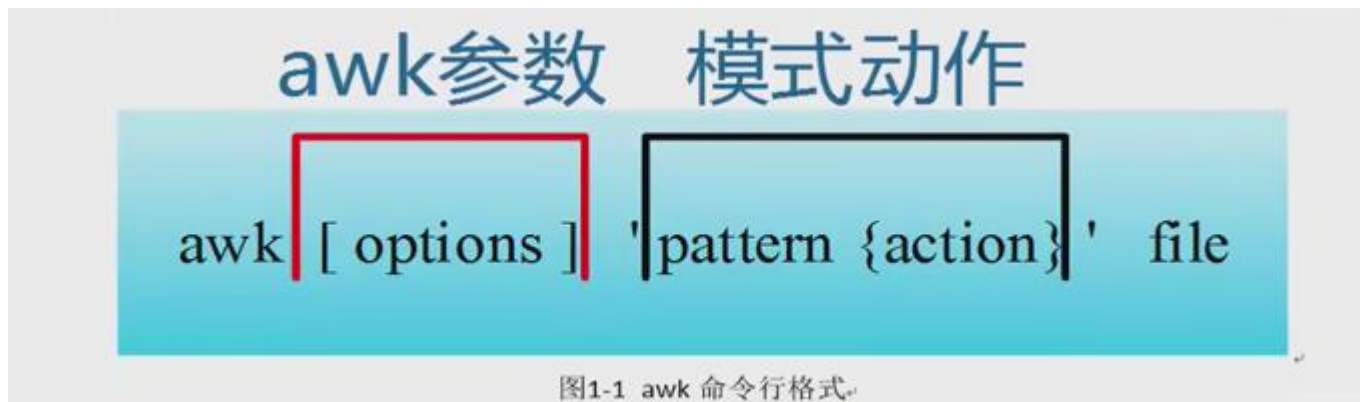 awk参数 模式动作
awk [ options ] ' pattern {action} ' file
图1-1 awk 命令行格式